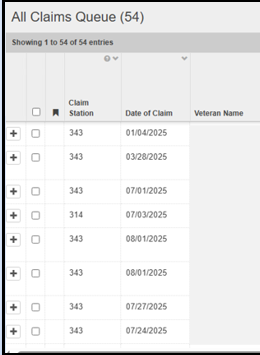 All Claims Queue (54)
Showing 1 to 54 of 54 entries
Claim Station Date of Claim Veteran Name
343 01/04/2025
343 03/28/2025
343 07/01/2025
314 07/03/2025
343 08/01/2025
343 08/01/2025
343 07/27/2025
343 07/24/2025